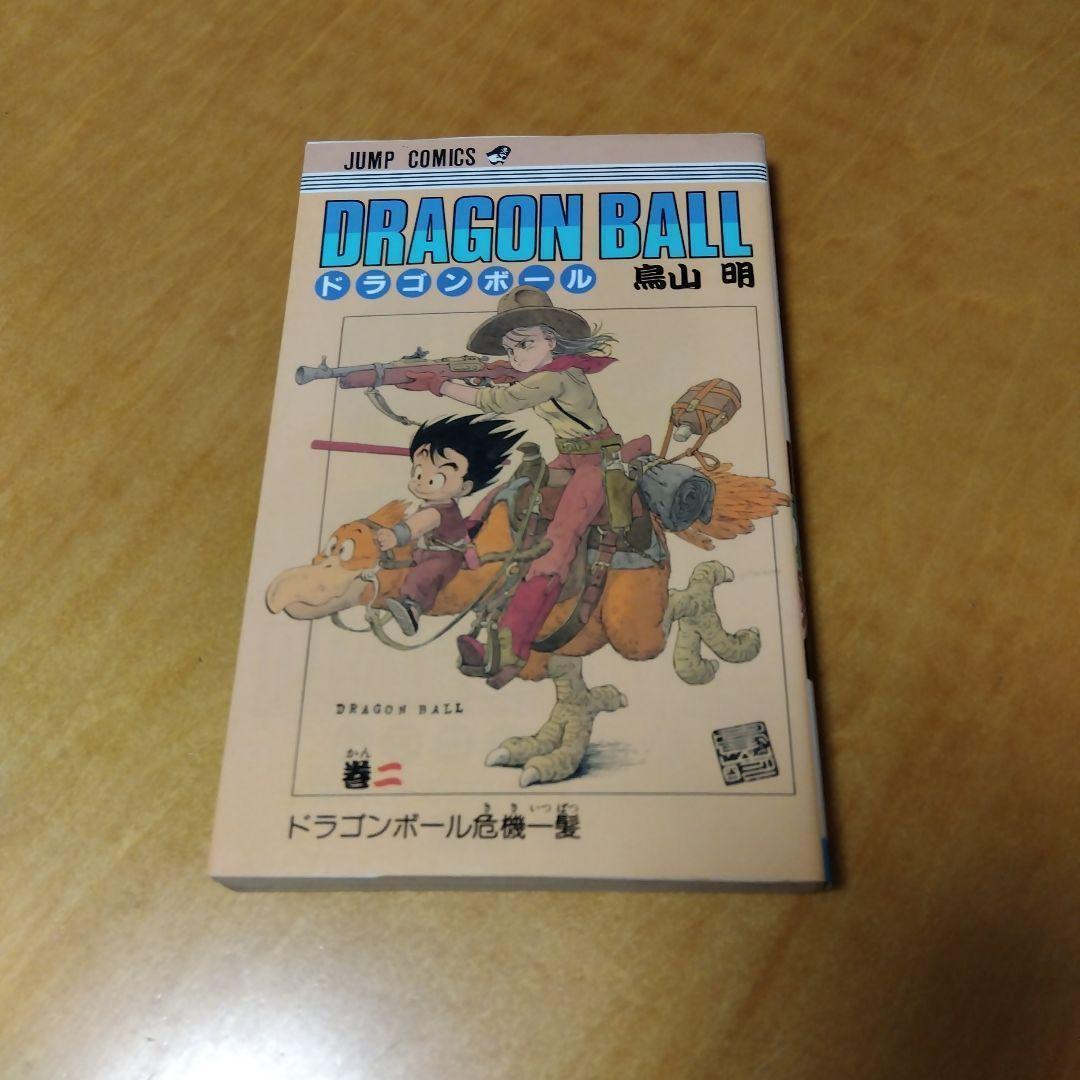 JUMP COMICS
DRAGON BALL
ドラゴンボール
鳥山 明
DRAGON BALL
かん
巻二
ききいっぱつ
ドラゴンボール危機一髪